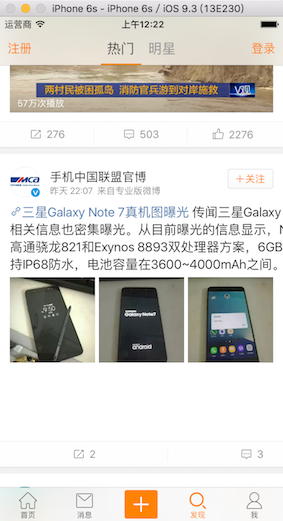 iPhone 6s - iPhone 6s / iOS 9.3 (13E230)
运营商 上午12:22
注册 热门 明星 登录
两村民被困孤岛 消防官兵游到对岸施救 V观
57万次播放
276 503 2276
MCA 手机中国联盟官博 +关注
昨天 22:07 来自专业版微博
三星Galaxy Note 7真机图曝光 传闻三星Galaxy
相关信息也密集曝光。从目前曝光的信息显示,N
高通骁龙821和Exynos 8893双处理器方案,6GB
持IP68防水,电池容量在3600~4000mAh之间。
9:50
Galaxy Note7
android
2 3
首页 消息 发现 我